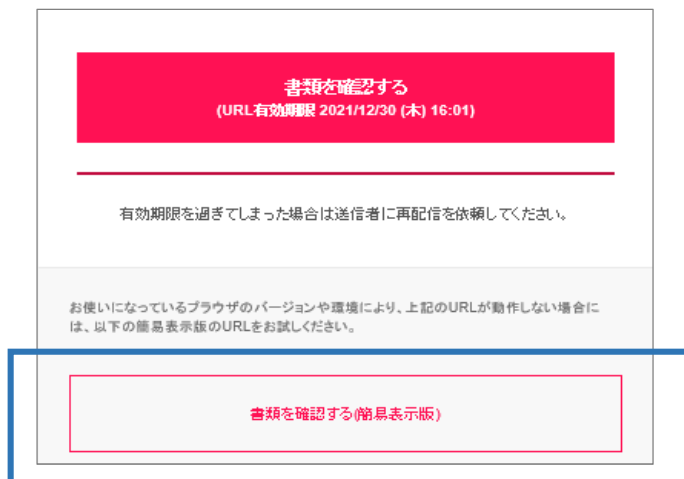 書類を確認する
(URL有効期限 2021/12/30 (木) 16:01)
有効期限を過ぎてしまった場合は送信者に再配信を依頼してください。
お使いになっているブラウザのバージョンや環境により、上記のURLが動作しない場合に
は、以下の簡易表示版のURLをお試しください。
書類を確認する(簡易表示版)